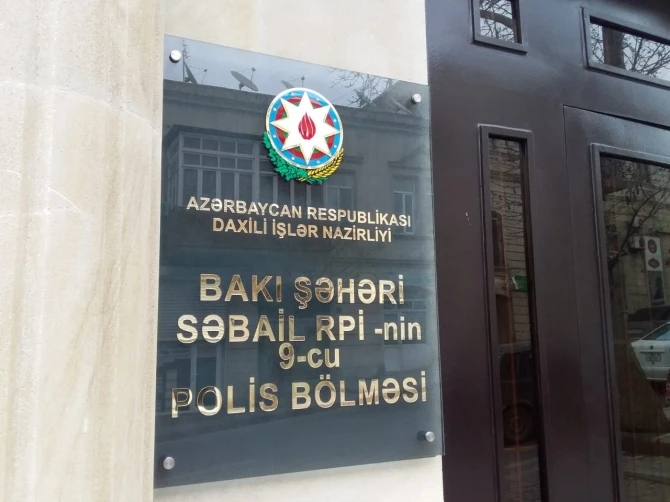 AZƏRBAYCAN RESPUBLİKASI
DAXİLİ İŞLƏR NAZİRLİYİ
BAKI ŞƏHƏRİ
SƏBAİL RPİ -nin
9-cu
POLİS BÖLMƏSİ